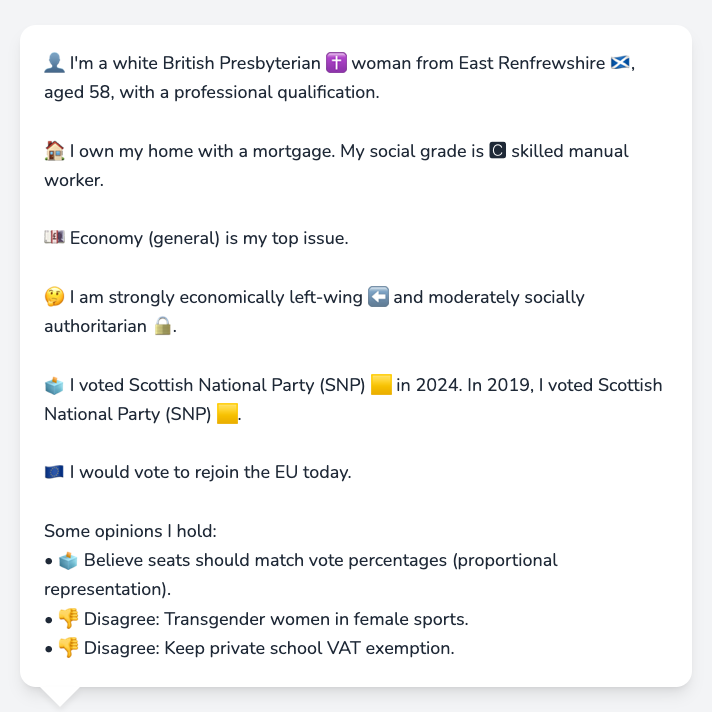 👤 I'm a white British Presbyterian ✝️ woman from East Renfrewshire 🏴󠁧󠁢󠁳󠁣󠁴󠁿,
aged 58, with a professional qualification.
🏠 I own my home with a mortgage. My social grade is 🅲 skilled manual
worker.
💷 Economy (general) is my top issue.
🤔 I am strongly economically left-wing ⬅️ and moderately socially
authoritarian 🔒.
🗳️ I voted Scottish National Party (SNP) 🟨 in 2024. In 2019, I voted Scottish
National Party (SNP) 🟨.
🇪🇺 I would vote to rejoin the EU today.
Some opinions I hold:
• 🗳️ Believe seats should match vote percentages (proportional
representation).
• 👎 Disagree: Transgender women in female sports.
• 👎 Disagree: Keep private school VAT exemption.